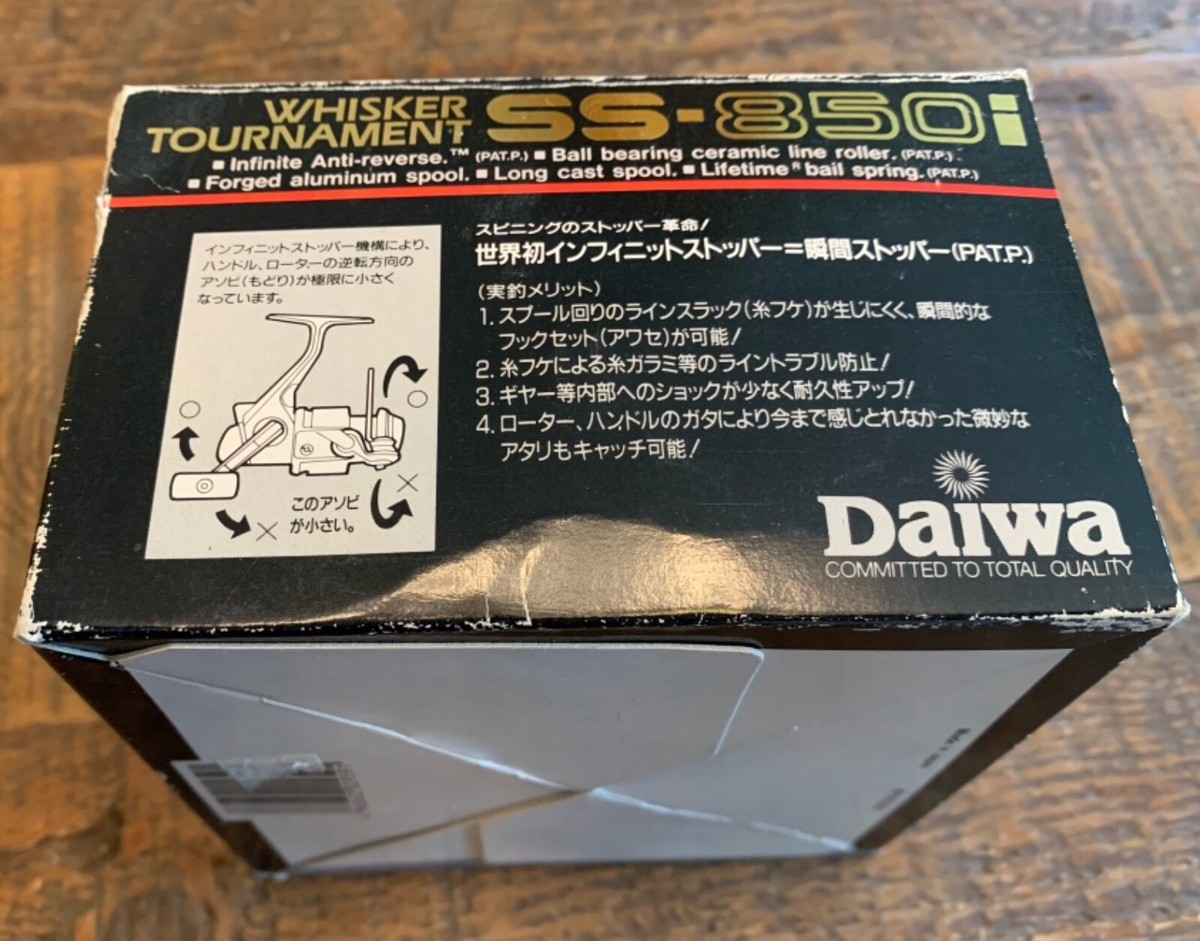 WHISKER
TOURNAMENT SS-850i
■ Infinite Anti-reverse.™ (PAT.P.) ■ Ball bearing ceramic line roller. (PAT.P.)
■ Forged aluminum spool. ■ Long cast spool. ■ Lifetime® bail spring. (PAT.P.)
インフィニットストッパー機構により、
ハンドル、ローターの逆転方向の
アソビ(もどり)が極限に小さく
なっています。
○
○
×
×
このアソビ
が小さい。
スピニングのストッパー革命!
世界初インフィニットストッパー=瞬間ストッパー(PAT.P.)
(実釣メリット)
1. スプール回りのラインスラック(糸フケ)が生じにくく、瞬間的な
フックセット(アワセ)が可能!
2. 糸フケによる糸ガラミ等のライントラブル防止!
3. ギヤー等内部へのショックが少なく耐久性アップ!
4. ローター、ハンドルのガタにより今まで感じとれなかった微妙な
アタリもキャッチ可能!
Daiwa
COMMITTED TO TOTAL QUALITY